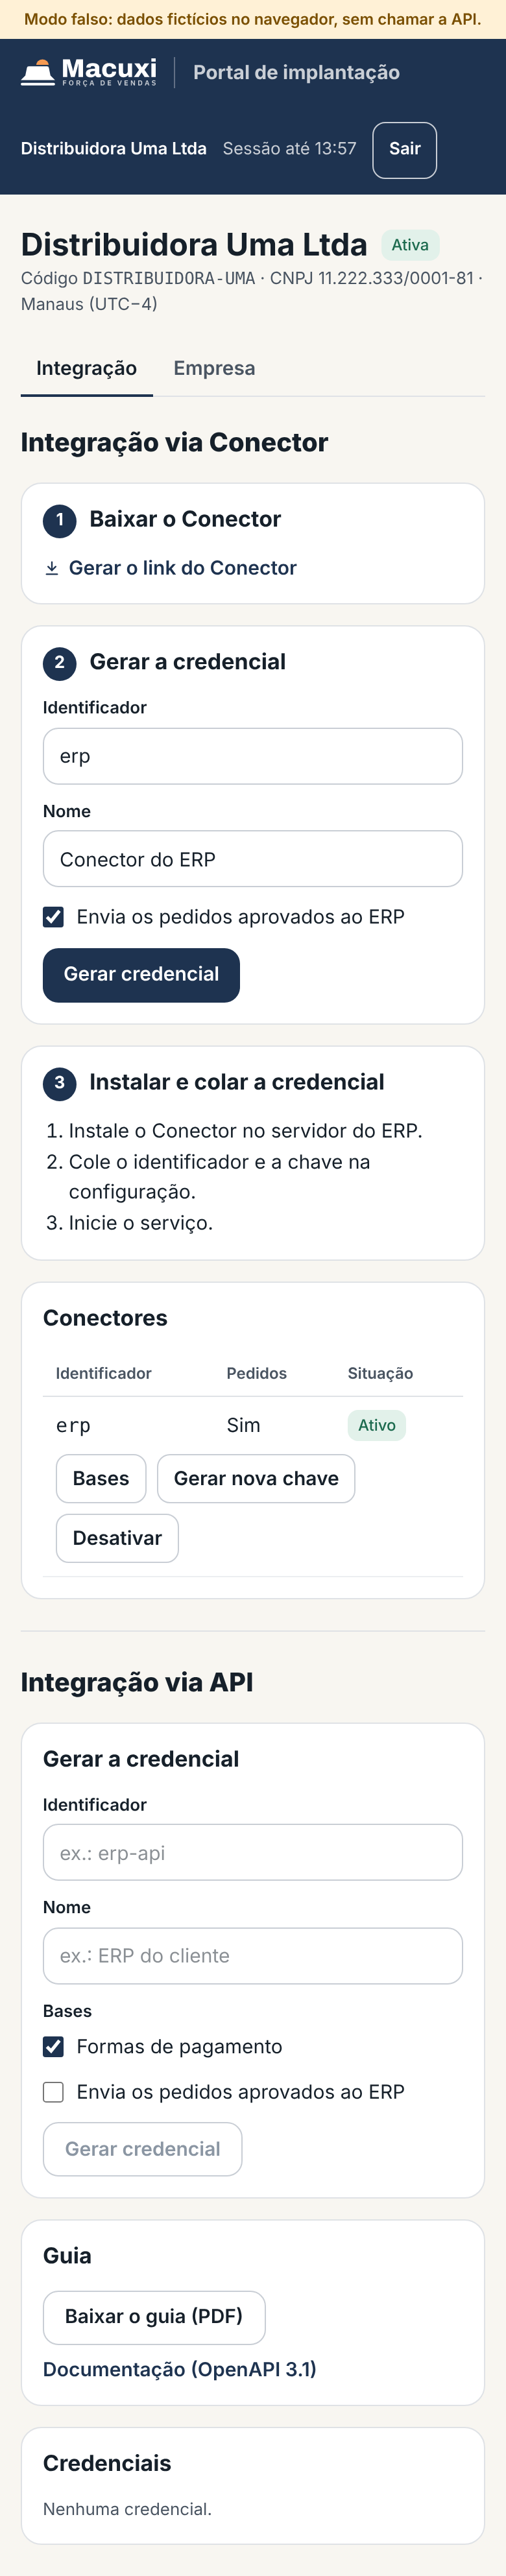 Modo falso: dados fictícios no navegador, sem chamar a API.
Macuxi
FORÇA DE VENDAS
Portal de implantação
Distribuidora Uma Ltda
Sessão até 13:57
Sair
Distribuidora Uma Ltda
Ativa
Código DISTRIBUIDORA-UMA · CNPJ 11.222.333/0001-81 ·
Manaus (UTC−4)
Integração
Empresa
Integração via Conector
1 Baixar o Conector
Gerar o link do Conector
2 Gerar a credencial
Identificador
erp
Nome
Conector do ERP
Envia os pedidos aprovados ao ERP
Gerar credencial
3 Instalar e colar a credencial
1. Instale o Conector no servidor do ERP.
2. Cole o identificador e a chave na
configuração.
3. Inicie o serviço.
Conectores
Identificador Pedidos Situação
erp Sim Ativo
Bases Gerar nova chave
Desativar
Integração via API
Gerar a credencial
Identificador
ex.: erp-api
Nome
ex.: ERP do cliente
Bases
Formas de pagamento
Envia os pedidos aprovados ao ERP
Gerar credencial
Guia
Baixar o guia (PDF)
Documentação (OpenAPI 3.1)
Credenciais
Nenhuma credencial.